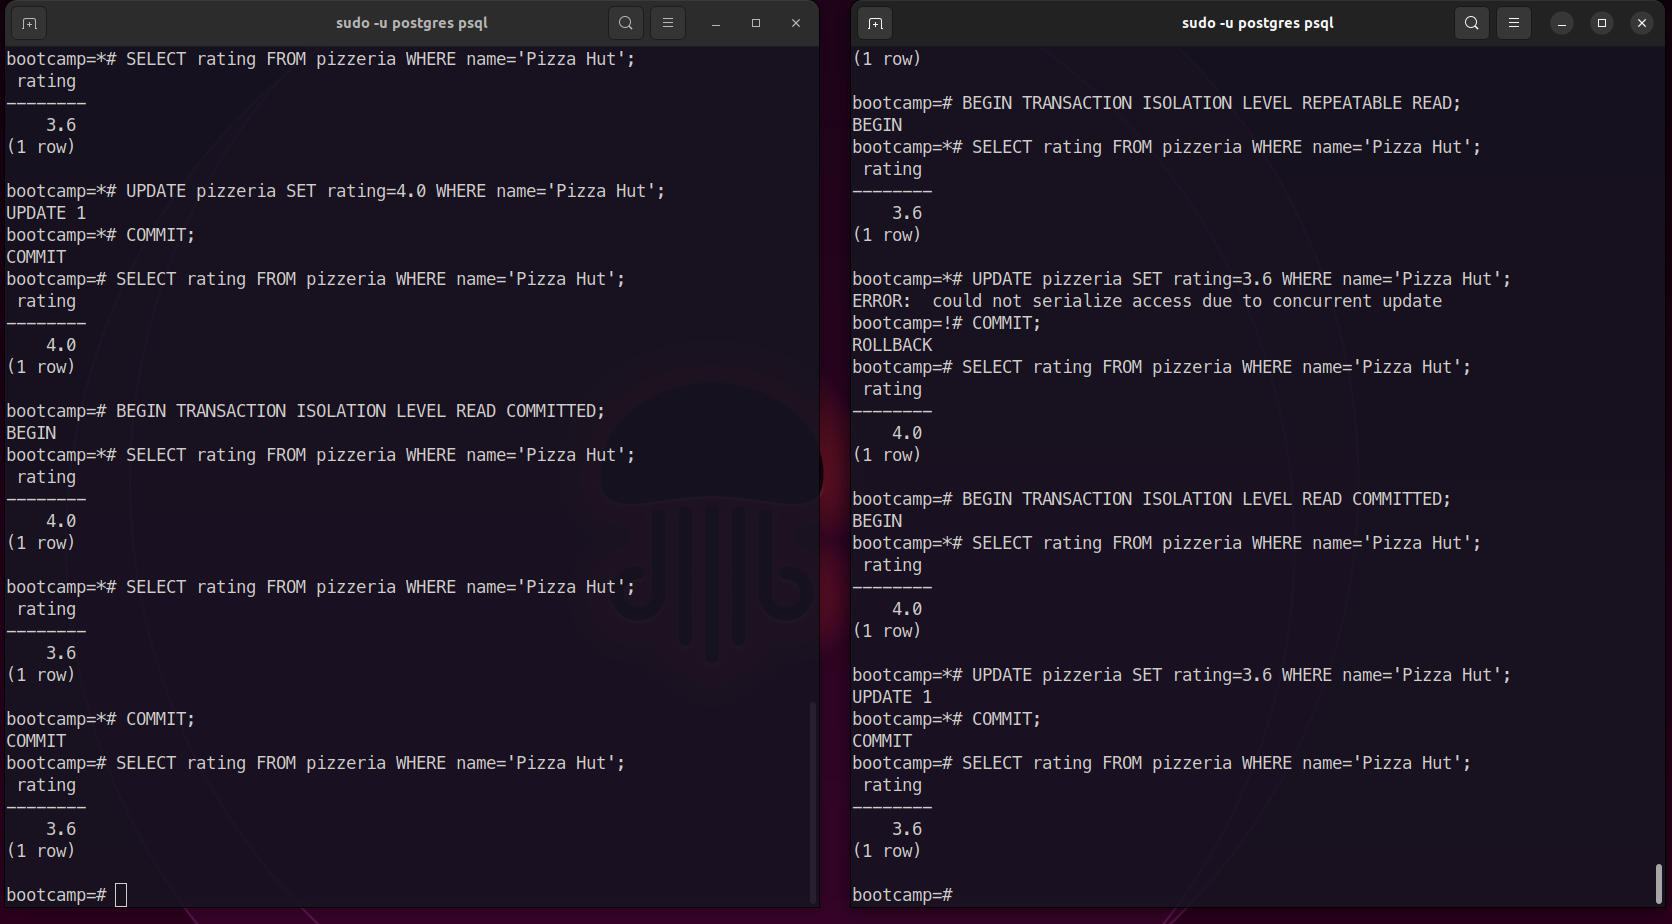 sudo -u postgres psql
bootcamp=*# SELECT rating FROM pizzeria WHERE name='Pizza Hut';
 rating
--------
    3.6
(1 row)

bootcamp=*# UPDATE pizzeria SET rating=4.0 WHERE name='Pizza Hut';
UPDATE 1
bootcamp=*# COMMIT;
COMMIT
bootcamp=# SELECT rating FROM pizzeria WHERE name='Pizza Hut';
 rating
--------
    4.0
(1 row)

bootcamp=# BEGIN TRANSACTION ISOLATION LEVEL READ COMMITTED;
BEGIN
bootcamp=*# SELECT rating FROM pizzeria WHERE name='Pizza Hut';
 rating
--------
    4.0
(1 row)

bootcamp=*# SELECT rating FROM pizzeria WHERE name='Pizza Hut';
 rating
--------
    3.6
(1 row)

bootcamp=*# COMMIT;
COMMIT
bootcamp=# SELECT rating FROM pizzeria WHERE name='Pizza Hut';
 rating
--------
    3.6
(1 row)

bootcamp=#
sudo -u postgres psql
(1 row)

bootcamp=# BEGIN TRANSACTION ISOLATION LEVEL REPEATABLE READ;
BEGIN
bootcamp=*# SELECT rating FROM pizzeria WHERE name='Pizza Hut';
 rating
--------
    3.6
(1 row)

bootcamp=*# UPDATE pizzeria SET rating=3.6 WHERE name='Pizza Hut';
ERROR:  could not serialize access due to concurrent update
bootcamp=!# COMMIT;
ROLLBACK
bootcamp=# SELECT rating FROM pizzeria WHERE name='Pizza Hut';
 rating
--------
    4.0
(1 row)

bootcamp=# BEGIN TRANSACTION ISOLATION LEVEL READ COMMITTED;
BEGIN
bootcamp=*# SELECT rating FROM pizzeria WHERE name='Pizza Hut';
 rating
--------
    4.0
(1 row)

bootcamp=*# UPDATE pizzeria SET rating=3.6 WHERE name='Pizza Hut';
UPDATE 1
bootcamp=*# COMMIT;
COMMIT
bootcamp=# SELECT rating FROM pizzeria WHERE name='Pizza Hut';
 rating
--------
    3.6
(1 row)

bootcamp=#